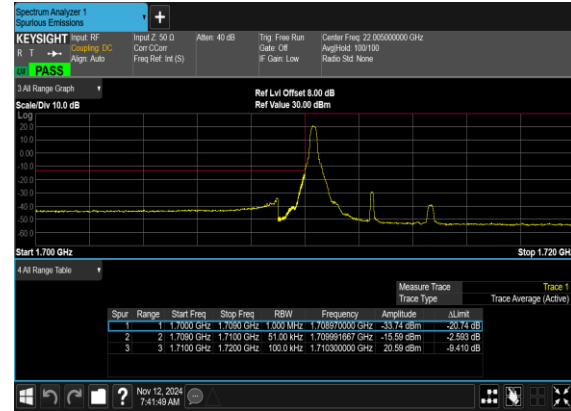 Spectrum Analyzer 1
Spurious Emissions
+
KEYSIGHT Input: RF Input Z: 50 Ω Atten: 40 dB Trig: Free Run Center Freq: 22.005000000 GHz
R T Coupling: DC Corr CCorr Gate: Off Avg|Hold: 100/100
Align: Auto Freq Ref: Int (S) IF Gain: Low Radio Std: None
PASS
3 All Range Graph
Ref Lvl Offset 8.00 dB
Scale/Div 10.0 dB Ref Value 30.00 dBm
Log
20.0
10.0
0.00
-10.0
-20.0
-30.0
-40.0
-50.0
-60.0
Start 1.700 GHz Stop 1.720 GHz
4 All Range Table
Measure Trace Trace 1
Trace Type Trace Average (Active)
Spur Range Start Freq Stop Freq RBW Frequency Amplitude ΔLimit
1 1 1.7000 GHz 1.7090 GHz 1.000 MHz 1.708970000 GHz -33.74 dBm -20.74 dB
2 2 1.7090 GHz 1.7100 GHz 51.00 kHz 1.709991667 GHz -15.59 dBm -2.593 dB
3 3 1.7100 GHz 1.7200 GHz 100.0 kHz 1.710300000 GHz 20.59 dBm -9.410 dB
?
Nov 12, 2024
7:41:49 AM